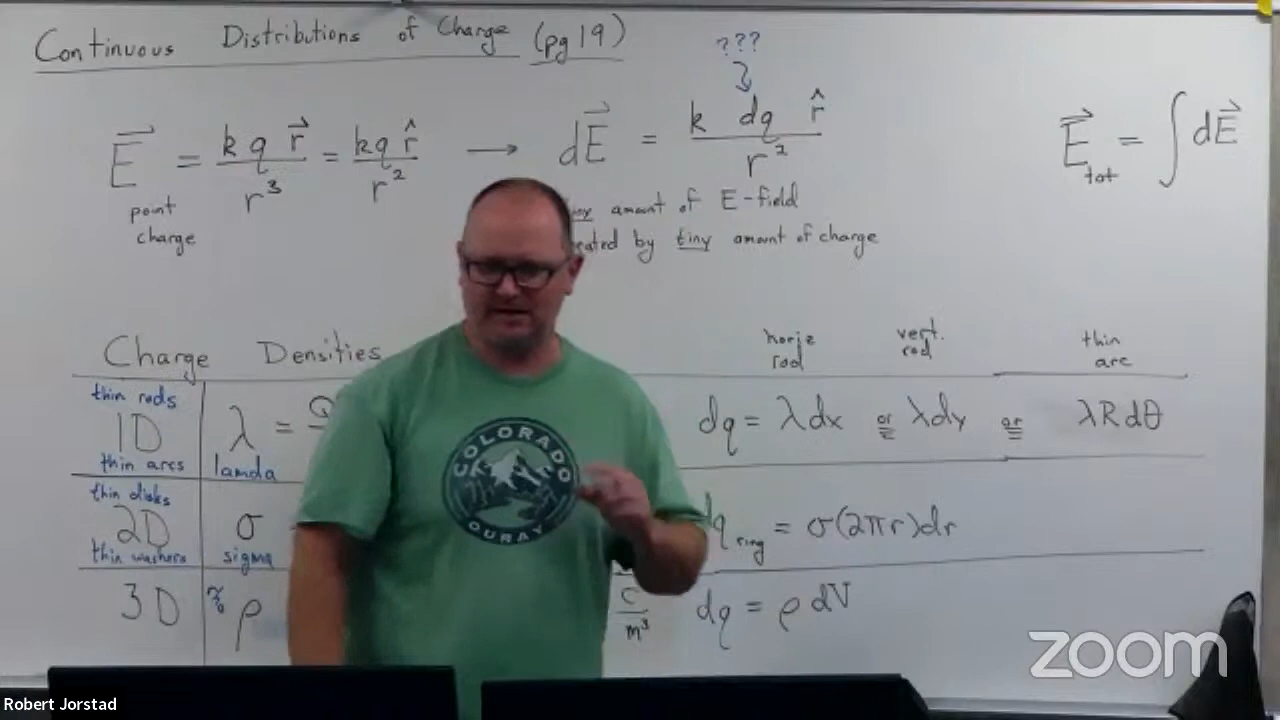 Continuous Distributions of Charge (pg 19)
???
E⃗ = k q r⃗ / r³ = kq r̂ / r² → dE⃗ = k dq r̂ / r²
E⃗ tot = ∫ dE⃗
point
charge
amount of E-field
by tiny amount of charge
Charge Densities
horiz
rod
vert.
rod
thin
arc
thin rods
1D
thin arcs
λ = Q
lamda
dq = λdx or λdy or λRdθ
thin disks
2D
thin washers
σ
sigma
dq ring = σ(2πr)dr
3D
ρ
C/m³
dq = ρ dV
COLORADO
OURAY
zoom
Robert Jorstad